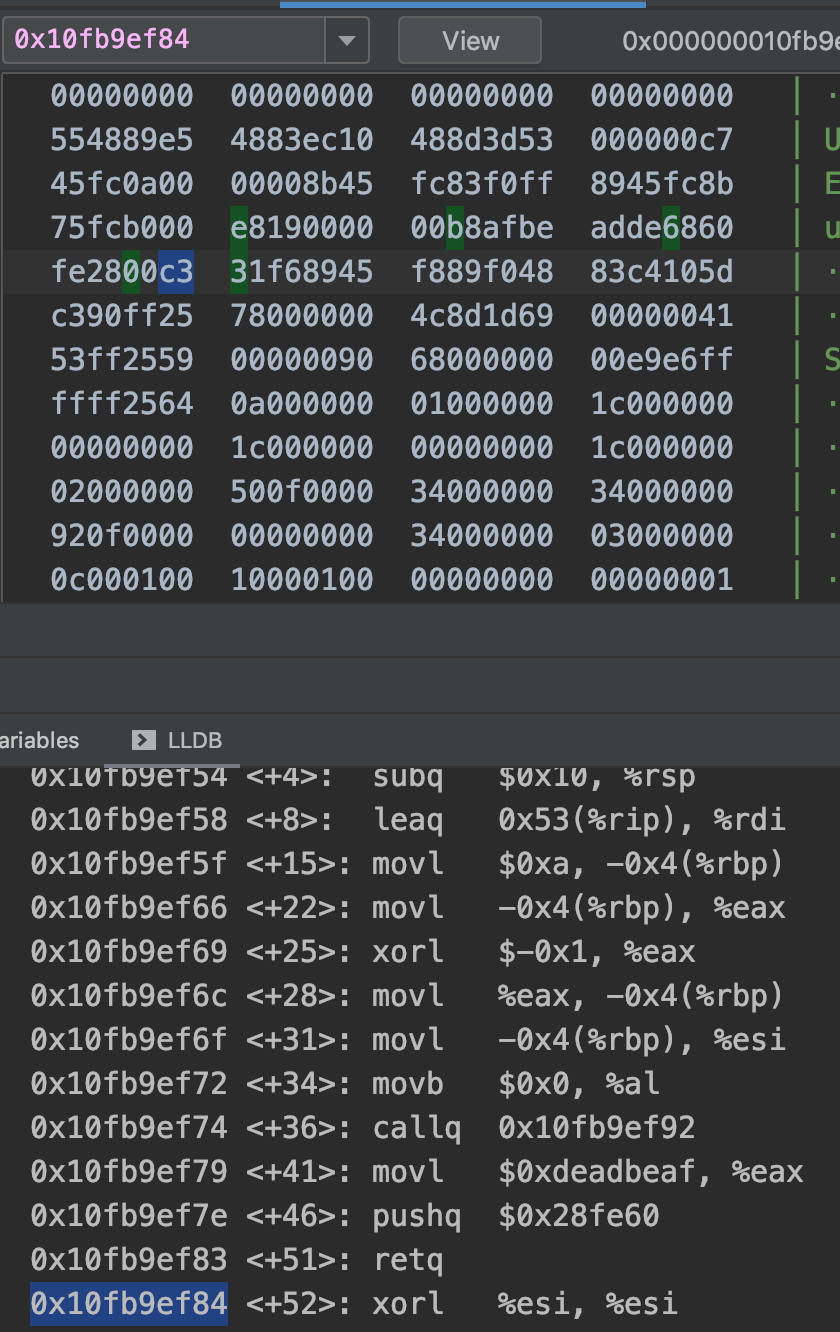 0x10fb9ef84 View 0x000000010fb9e
00000000 00000000 00000000 00000000 ·
554889e5 4883ec10 488d3d53 000000c7 U
45fc0a00 00008b45 fc83f0ff 8945fc8b E
75fcb000 e8190000 00b8afbe adde6860 u
fe2800c3 31f68945 f889f048 83c4105d ·
c390ff25 78000000 4c8d1d69 00000041 ·
53ff2559 00000090 68000000 00e9e6ff S
ffff2564 0a000000 01000000 1c000000 ·
00000000 1c000000 00000000 1c000000 ·
02000000 500f0000 34000000 34000000 ·
920f0000 00000000 34000000 03000000 ·
0c000100 10000100 00000000 00000001 ·
ariables LLDB
0x10fb9ef54 <+4>: subq $0x10, %rsp
0x10fb9ef58 <+8>: leaq 0x53(%rip), %rdi
0x10fb9ef5f <+15>: movl $0xa, -0x4(%rbp)
0x10fb9ef66 <+22>: movl -0x4(%rbp), %eax
0x10fb9ef69 <+25>: xorl $-0x1, %eax
0x10fb9ef6c <+28>: movl %eax, -0x4(%rbp)
0x10fb9ef6f <+31>: movl -0x4(%rbp), %esi
0x10fb9ef72 <+34>: movb $0x0, %al
0x10fb9ef74 <+36>: callq 0x10fb9ef92
0x10fb9ef79 <+41>: movl $0xdeadbeaf, %eax
0x10fb9ef7e <+46>: pushq $0x28fe60
0x10fb9ef83 <+51>: retq
0x10fb9ef84 <+52>: xorl %esi, %esi